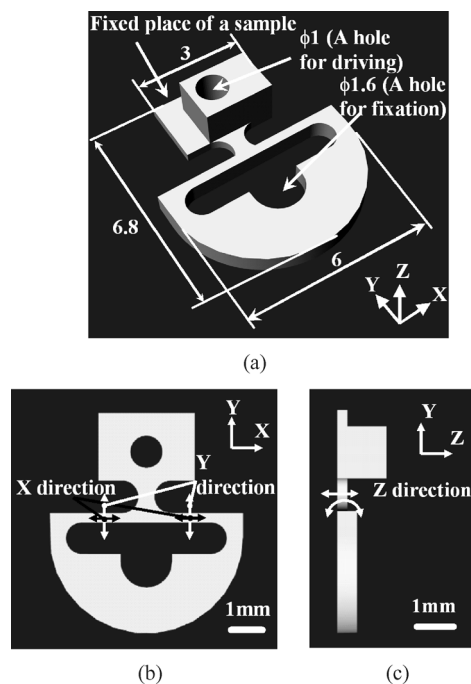 Fixed place of a sample
3
ϕ1 (A hole
for driving)
ϕ1.6 (A hole
for fixation)
6.8
6
Y
Z
X
(a)
Y
X
Y
X direction
direction
1mm
(b)
Y
Z
Z direction
1mm
(c)